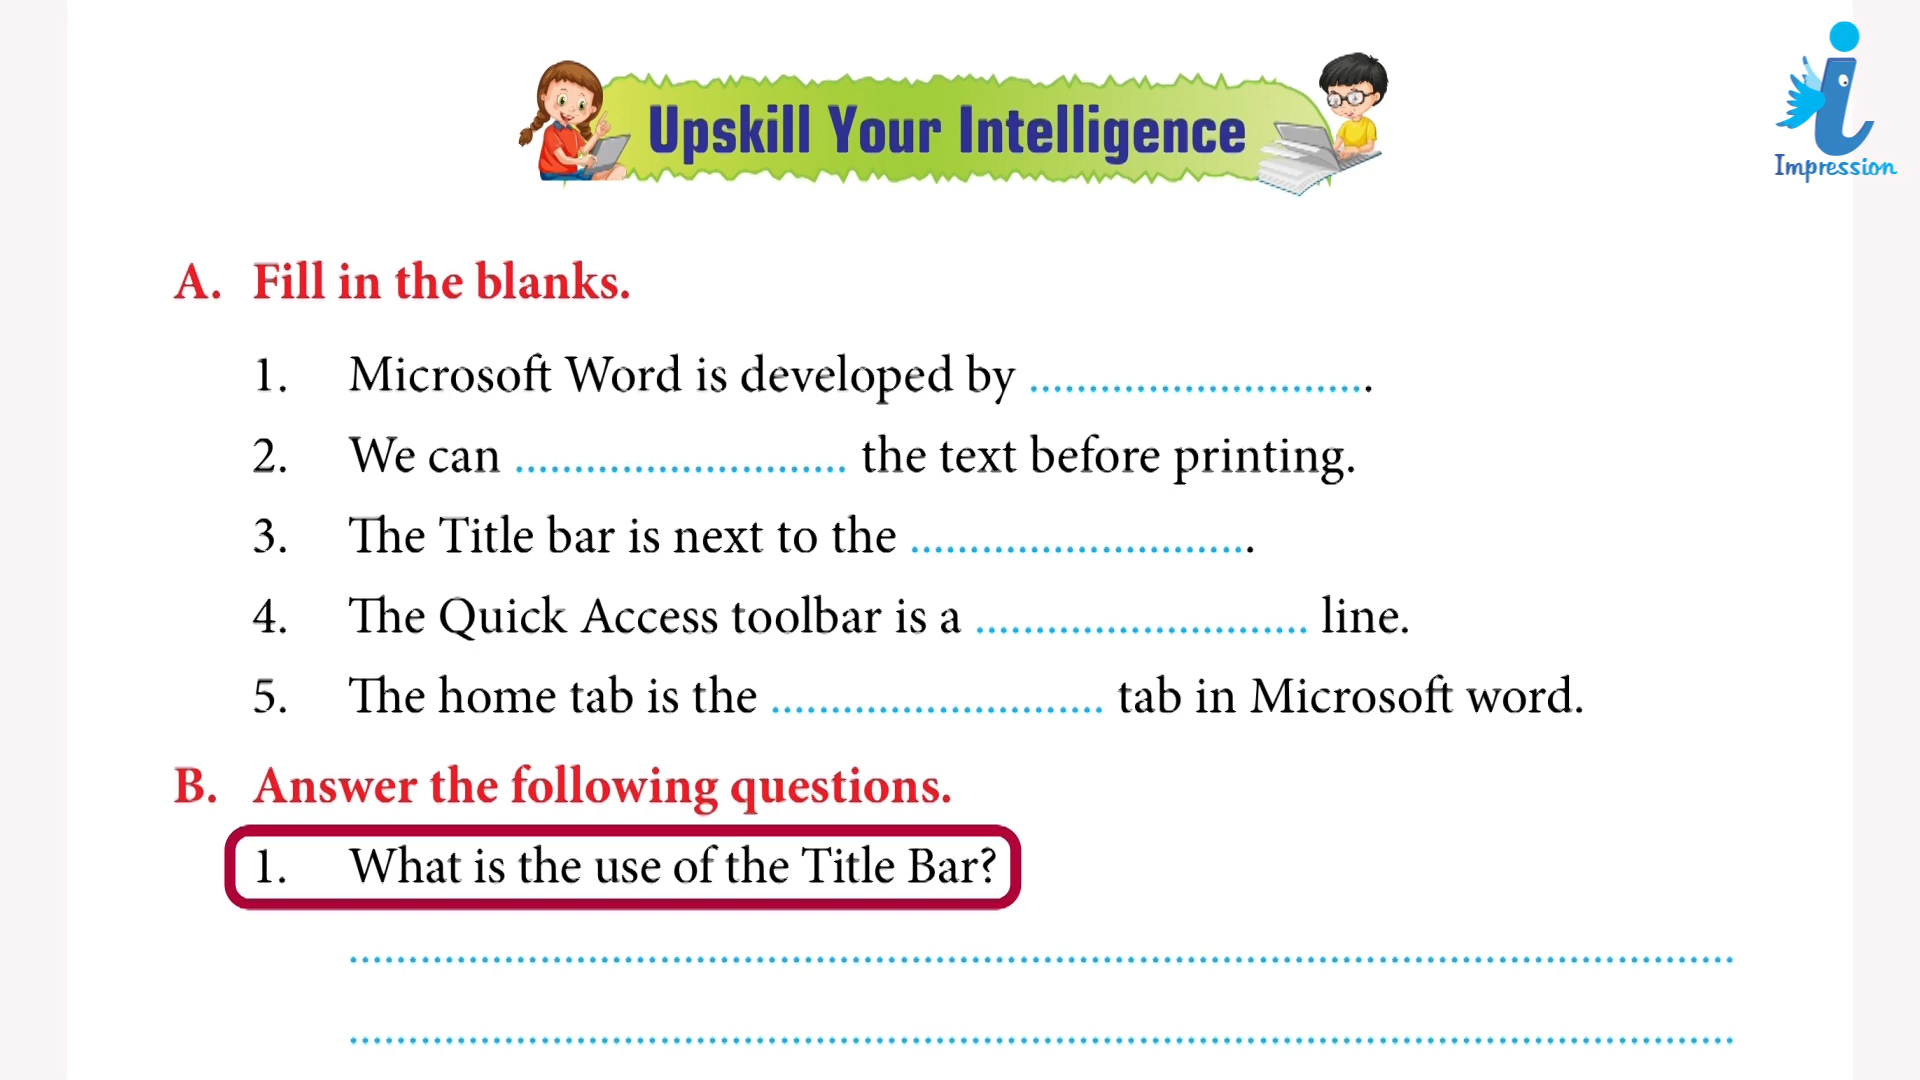 Upskill Your Intelligence
Impression
A. Fill in the blanks.
1. Microsoft Word is developed by ............................
2. We can ............................ the text before printing.
3. The Title bar is next to the ............................
4. The Quick Access toolbar is a ............................ line.
5. The home tab is the ............................ tab in Microsoft word.
B. Answer the following questions.
1. What is the use of the Title Bar?